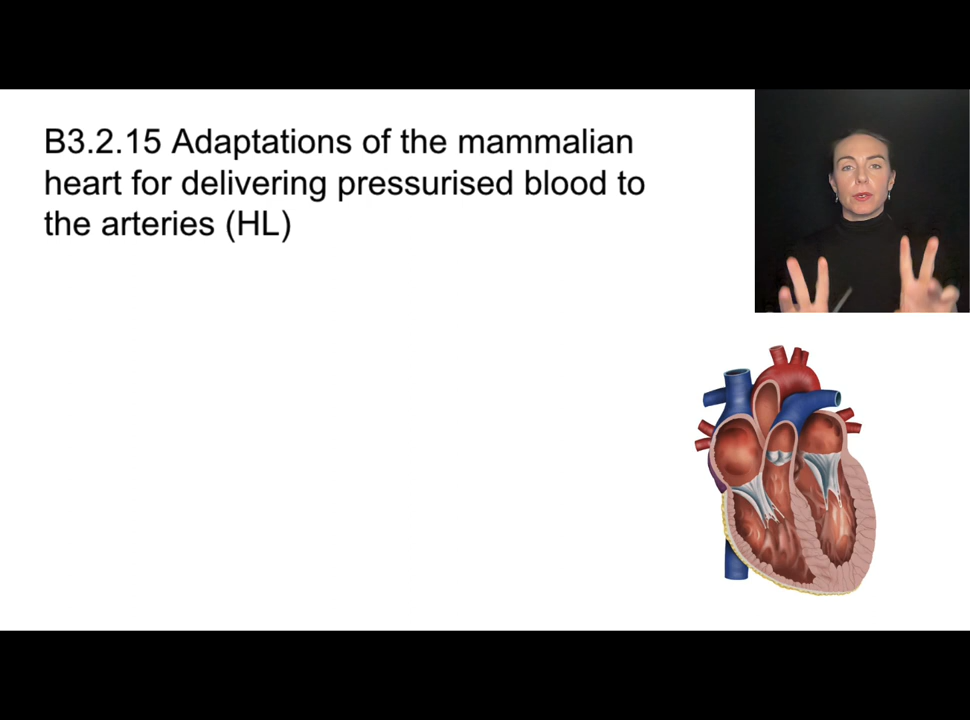 B3.2.15 Adaptations of the mammalian
heart for delivering pressurised blood to
the arteries (HL)